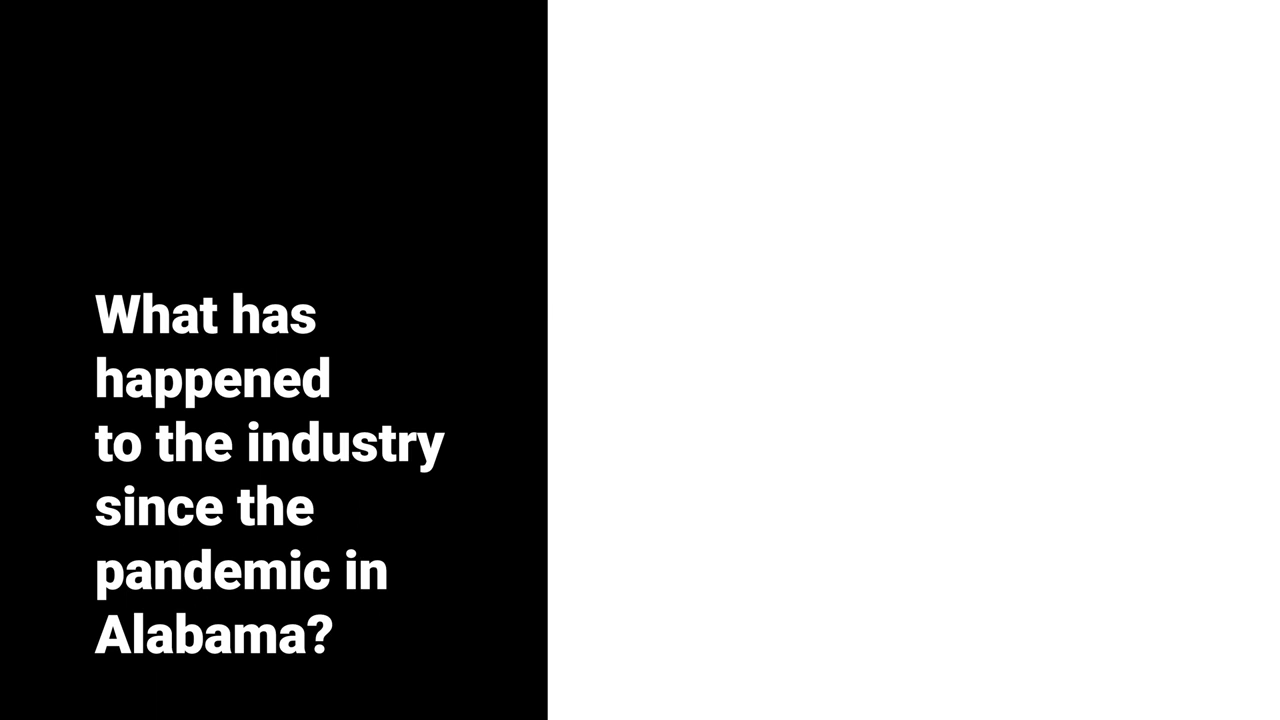 What has
happened
to the industry
since the
pandemic in
Alabama?